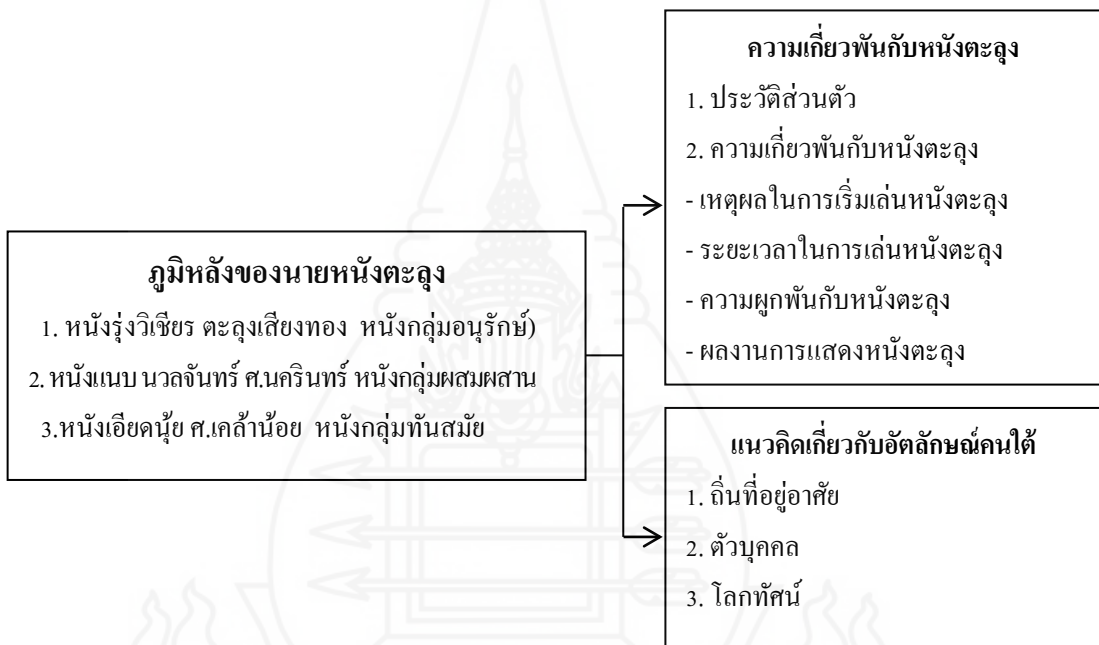 ความเกี่ยวพันกับหนังตะลุง
1. ประวัติส่วนตัว
2. ความเกี่ยวพันกับหนังตะลุง
- เหตุผลในการเริ่มเล่นหนังตะลุง
- ระยะเวลาในการเล่นหนังตะลุง
- ความผูกพันกับหนังตะลุง
- ผลงานการแสดงหนังตะลุง
ภูมิหลังของนายหนังตะลุง
1. หนังรุ่งวิเชียร ตะลุงเสียงทอง หนังกลุ่มอนุรักษ์)
2. หนังแนบ นวลจันทร์ ศ.นครินทร์ หนังกลุ่มผสมผสาน
3.หนังเอียดนุ้ย ศ.เคล้าน้อย หนังกลุ่มทันสมัย
แนวคิดเกี่ยวกับอัตลักษณ์คนใต้
1. ถิ่นที่อยู่อาศัย
2. ตัวบุคคล
3. โลกทัศน์